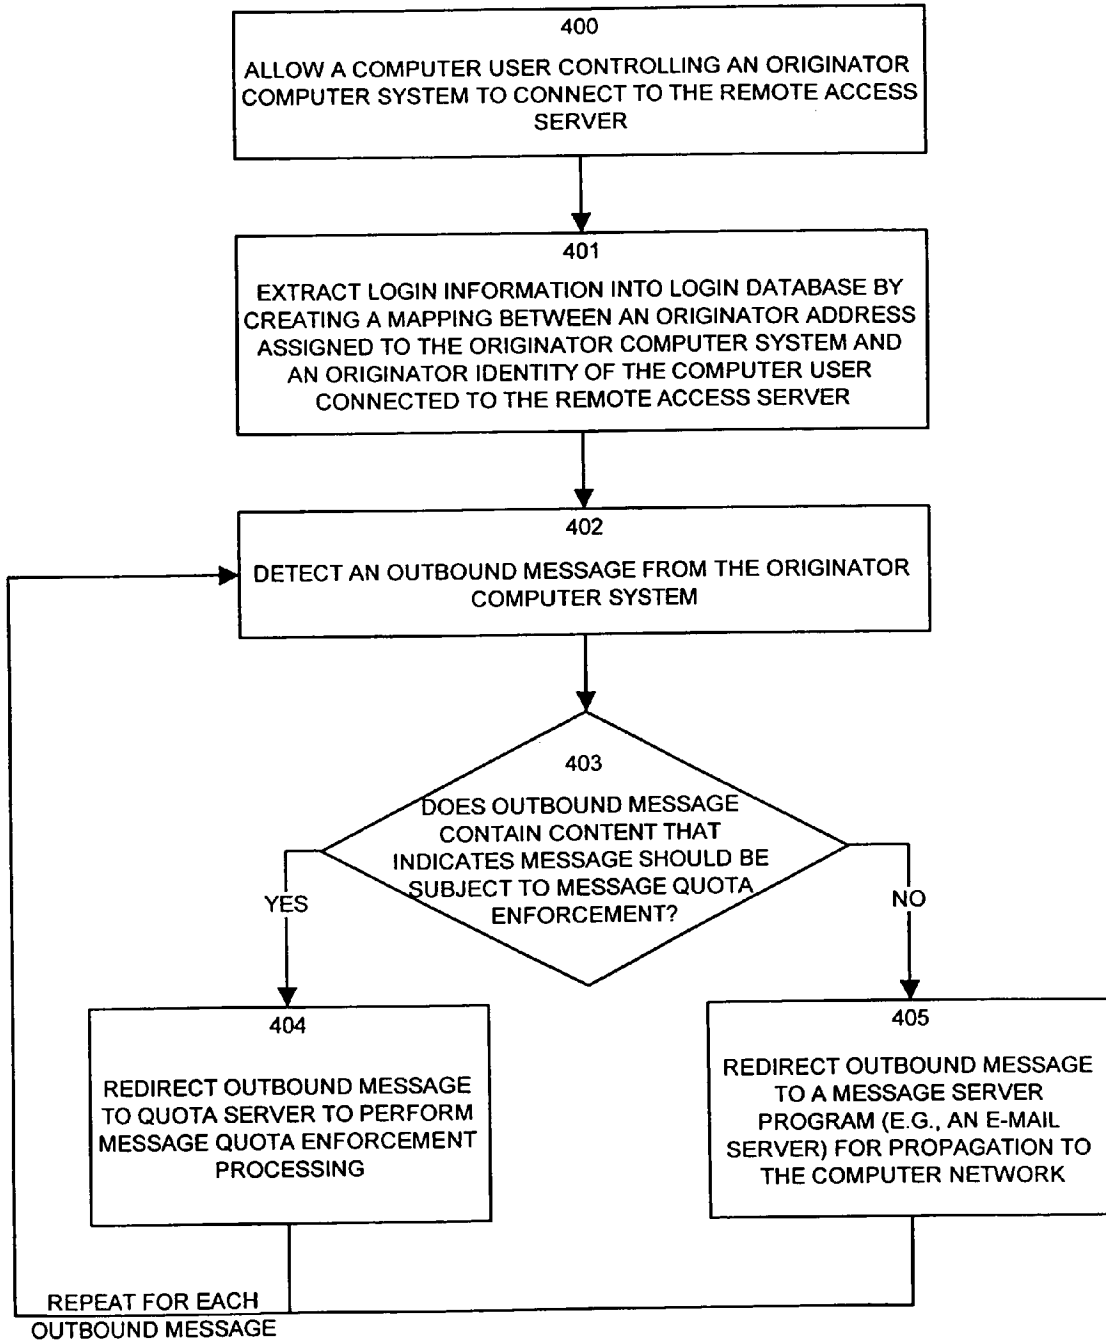 400
ALLOW A COMPUTER USER CONTROLLING AN ORIGINATOR
COMPUTER SYSTEM TO CONNECT TO THE REMOTE ACCESS
SERVER
401
EXTRACT LOGIN INFORMATION INTO LOGIN DATABASE BY
CREATING A MAPPING BETWEEN AN ORIGINATOR ADDRESS
ASSIGNED TO THE ORIGINATOR COMPUTER SYSTEM AND
AN ORIGINATOR IDENTITY OF THE COMPUTER USER
CONNECTED TO THE REMOTE ACCESS SERVER
402
DETECT AN OUTBOUND MESSAGE FROM THE ORIGINATOR
COMPUTER SYSTEM
403
DOES OUTBOUND MESSAGE
CONTAIN CONTENT THAT
INDICATES MESSAGE SHOULD BE
SUBJECT TO MESSAGE QUOTA
ENFORCEMENT?
YES
NO
404
REDIRECT OUTBOUND MESSAGE
TO QUOTA SERVER TO PERFORM
MESSAGE QUOTA ENFORCEMENT
PROCESSING
405
REDIRECT OUTBOUND MESSAGE
TO A MESSAGE SERVER
PROGRAM (E.G., AN E-MAIL
SERVER) FOR PROPAGATION TO
THE COMPUTER NETWORK
REPEAT FOR EACH
OUTBOUND MESSAGE